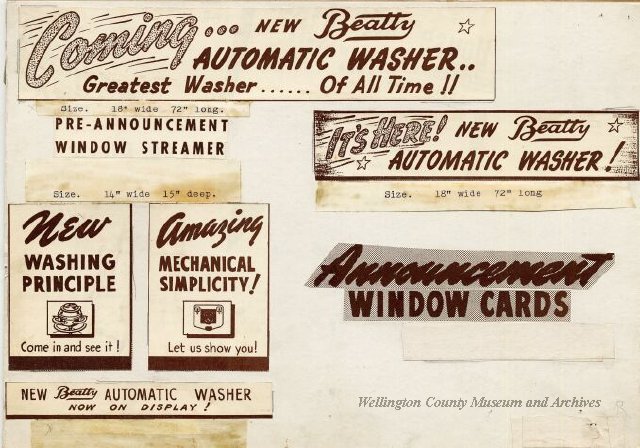 Coming... NEW Beatty
AUTOMATIC WASHER..
Greatest Washer...... Of All Time !!
Size. 18" wide 72" long.
PRE-ANNOUNCEMENT
WINDOW STREAMER
IT'S HERE! NEW Beatty
AUTOMATIC WASHER!
Size. 18" wide 72" long
Size. 14" wide 15" deep.
New
WASHING
PRINCIPLE
Come in and see it!
Amazing
MECHANICAL
SIMPLICITY!
Let us show you!
Announcement
WINDOW CARDS
NEW Beatty AUTOMATIC WASHER
NOW ON DISPLAY!
Wellington County Museum and Archives